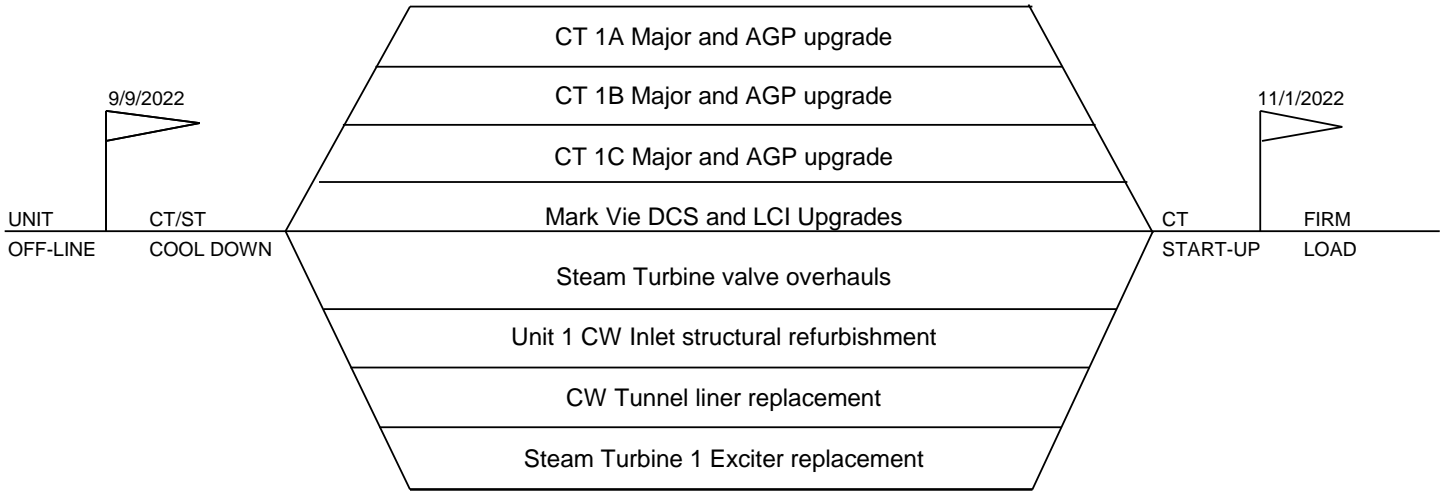 CT 1A Major and AGP upgrade
9/9/2022
CT 1B Major and AGP upgrade
11/1/2022
CT 1C Major and AGP upgrade
UNIT
OFF-LINE
CT/ST
COOL DOWN
Mark Vie DCS and LCI Upgrades
CT
START-UP
FIRM
LOAD
Steam Turbine valve overhauls
Unit 1 CW Inlet structural refurbishment
CW Tunnel liner replacement
Steam Turbine 1 Exciter replacement